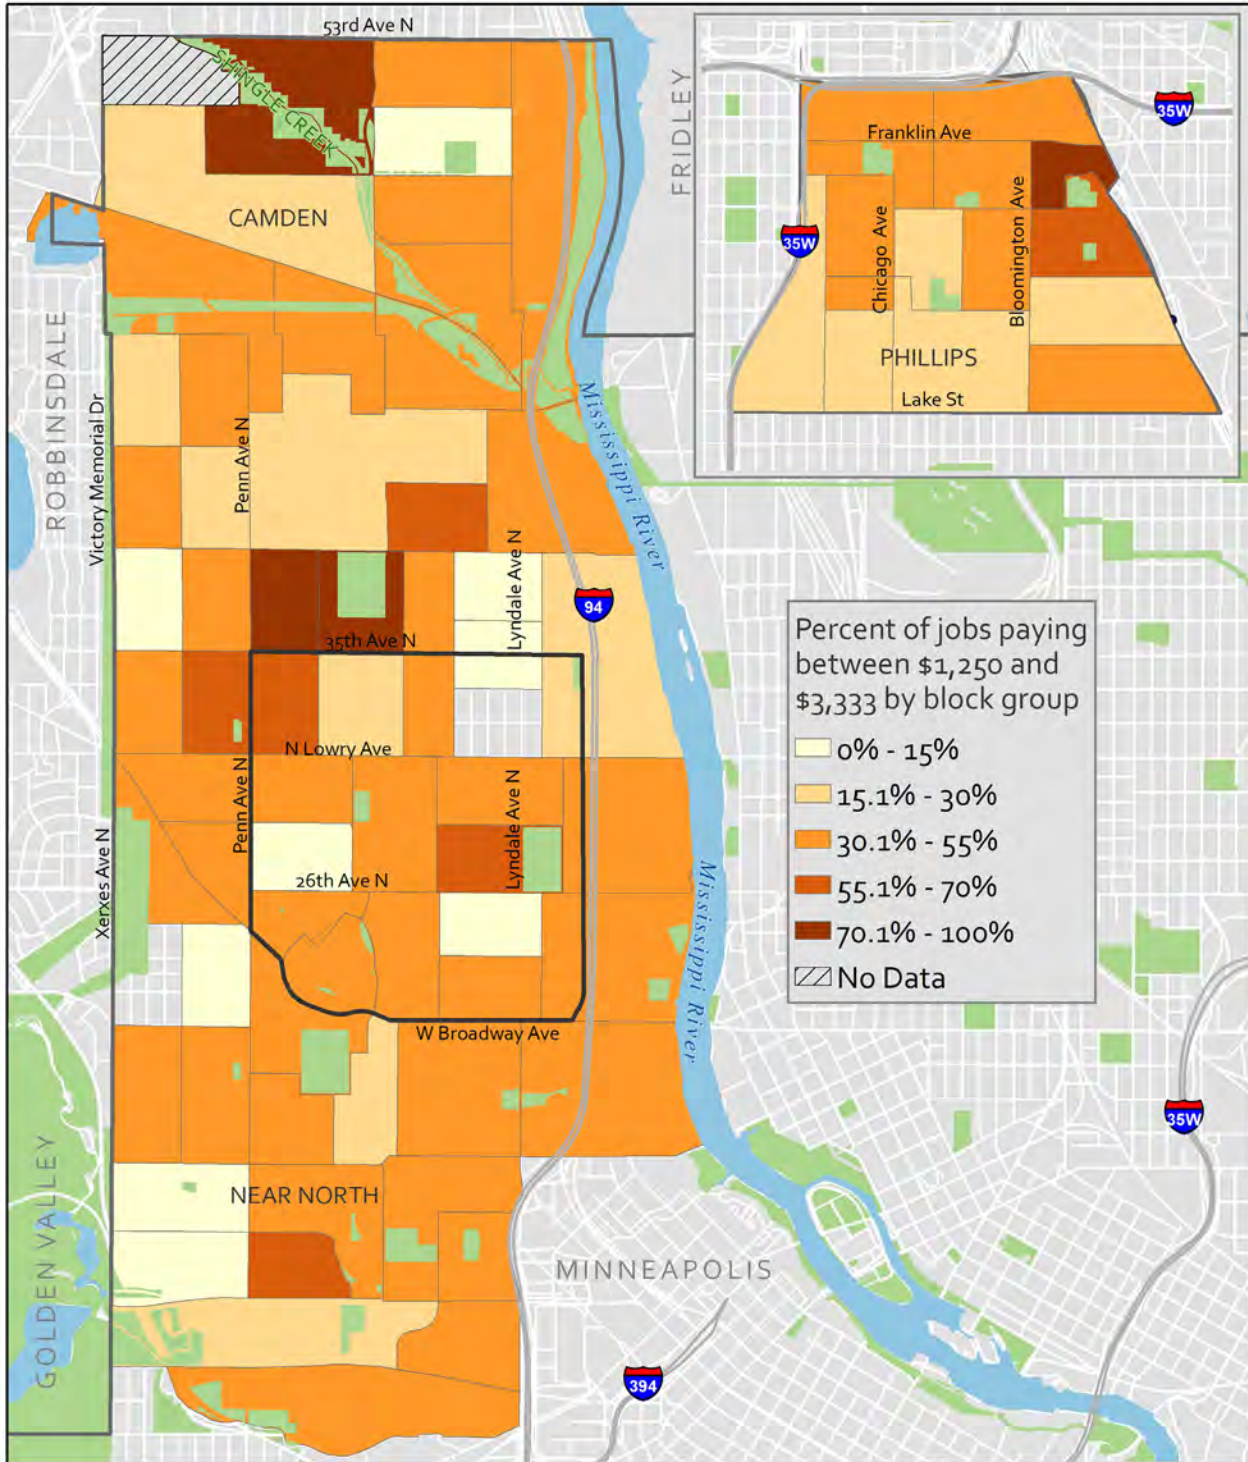 53rd Ave N
SHINGLE CREEK
FRIDLEY
35W
Franklin Ave
35W
Chicago Ave
Bloomington Ave
PHILLIPS
Lake St
CAMDEN
ROBBINSDALE
Victory Memorial Dr
Penn Ave N
Mississippi River
Lyndale Ave N
94
35th Ave N
N Lowry Ave
Penn Ave N
Lyndale Ave N
Xerxes Ave N
26th Ave N
Mississippi River
W Broadway Ave
Percent of jobs paying
between $1,250 and
$3,333 by block group
0% - 15%
15.1% - 30%
30.1% - 55%
55.1% - 70%
70.1% - 100%
No Data
35W
GOLDEN VALLEY
NEAR NORTH
MINNEAPOLIS
394